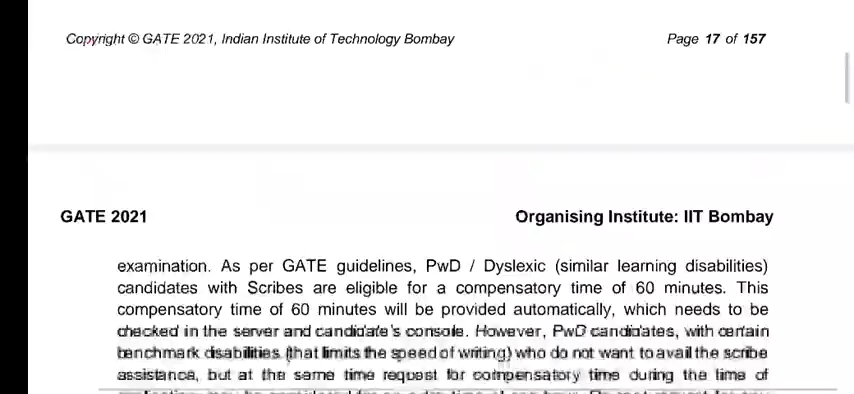 Copyright © GATE 2021, Indian Institute of Technology Bombay Page 17 of 157
GATE 2021 Organising Institute: IIT Bombay
examination. As per GATE guidelines, PwD / Dyslexic (similar learning disabilities)
candidates with Scribes are eligible for a compensatory time of 60 minutes. This
compensatory time of 60 minutes will be provided automatically, which needs to be
checked in the server and candidate's console. However, PwD candidates, with certain
benchmark disabilities (that limits the speed of writing) who do not want to avail the scribe
assistance, but at the same time request for compensatory time during the time of